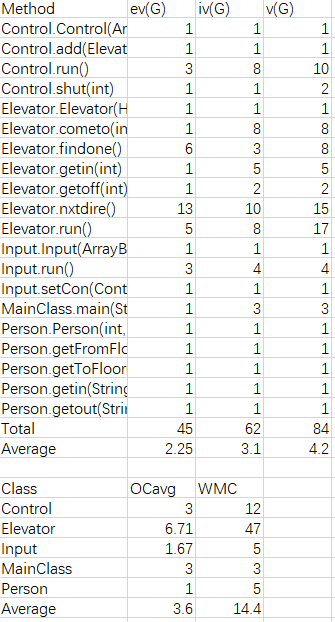 Method ev(G) iv(G) v(G)
Control.Control(Ar 1 1 1
Control.add(Elevat 1 1 1
Control.run() 3 8 10
Control.shut(int) 1 1 2
Elevator.Elevator(H 1 1 1
Elevator.cometo(in 1 8 8
Elevator.findone() 6 3 8
Elevator.getin(int) 1 5 5
Elevator.getoff(int) 1 2 2
Elevator.nxtdire() 13 10 15
Elevator.run() 5 8 17
Input.Input(ArrayB 1 1 1
Input.run() 3 4 4
Input.setCon(Cont 1 1 1
MainClass.main(St 1 3 3
Person.Person(int, 1 1 1
Person.getFromFlo 1 1 1
Person.getToFloor 1 1 1
Person.getin(String 1 1 1
Person.getout(Stri 1 1 1
Total 45 62 84
Average 2.25 3.1 4.2
Class OCavg WMC
Control 3 12
Elevator 6.71 47
Input 1.67 5
MainClass 3 3
Person 1 5
Average 3.6 14.4